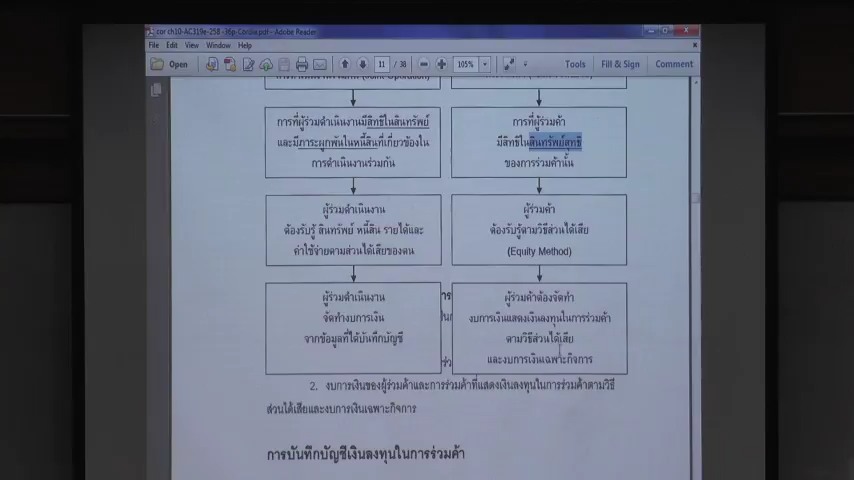 zor ch10-AC319e-258 -36p-Cordia.pdf - Adobe Reader
File Edit View Window Help
Open 11 / 38 105% Tools Fill & Sign Comment
การที่ผู้ร่วมดำเนินงานมีสิทธิในสินทรัพย์
และมีภาระผูกพันในหนี้สินที่เกี่ยวข้องใน
การดำเนินงานร่วมกัน
การที่ผู้ร่วมค้า
มีสิทธิในสินทรัพย์สุทธิ
ของการร่วมค้านั้น
ผู้ร่วมดำเนินงาน
ต้องรับรู้ สินทรัพย์ หนี้สิน รายได้และ
ค่าใช้จ่ายตามส่วนได้เสียของตน
ผู้ร่วมค้า
ต้องรับรู้ตามวิธีส่วนได้เสีย
(Equity Method)
ผู้ร่วมดำเนินงาน
จัดทำงบการเงิน
จากข้อมูลที่ได้บันทึกบัญชี
ผู้ร่วมค้าต้องจัดทำ
งบการเงินแสดงเงินลงทุนในการร่วมค้า
ตามวิธีส่วนได้เสีย
และงบการเงินเฉพาะกิจการ
2. งบการเงินของผู้ร่วมค้าและการร่วมค้าที่แสดงเงินลงทุนในการร่วมค้าตามวิธี
ส่วนได้เสียและงบการเงินเฉพาะกิจการ
การบันทึกบัญชีเงินลงทุนในการร่วมค้า